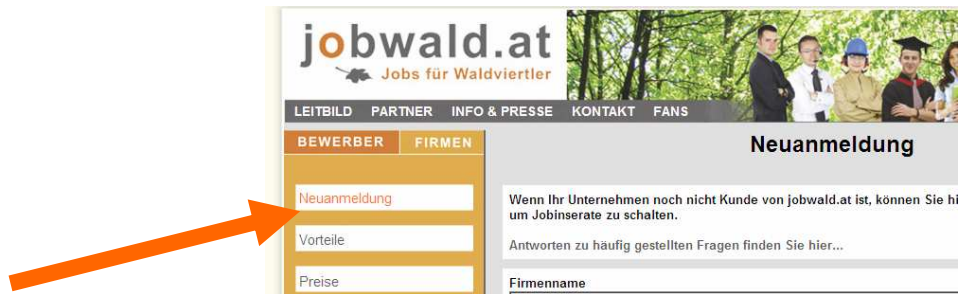 jobwald.at
Jobs für Waldviertler
LEITBILD PARTNER INFO & PRESSE KONTAKT FANS
BEWERBER FIRMEN
Neuanmeldung
Neuanmeldung
Vorteile
Preise
Wenn Ihr Unternehmen noch nicht Kunde von jobwald.at ist, können Sie hi
um Jobinserate zu schalten.
Antworten zu häufig gestellten Fragen finden Sie hier...
Firmenname